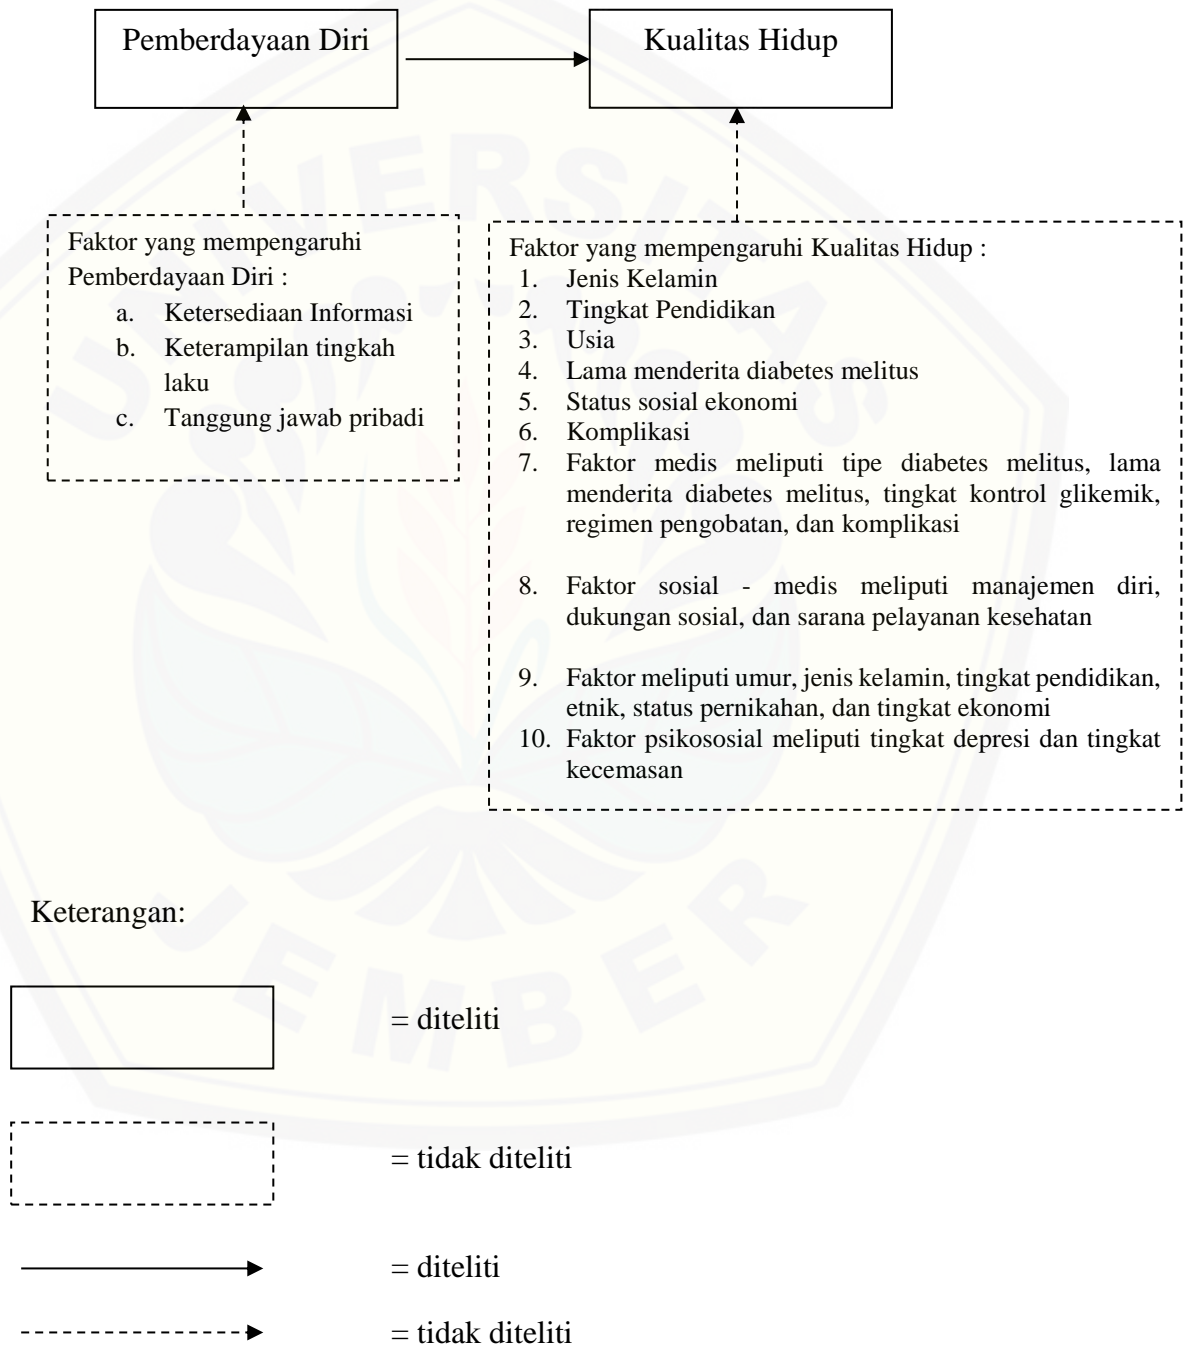 Pemberdayaan Diri
Kualitas Hidup
Faktor yang mempengaruhi
Pemberdayaan Diri :
a. Ketersediaan Informasi
b. Keterampilan tingkah
laku
c. Tanggung jawab pribadi
Faktor yang mempengaruhi Kualitas Hidup :
1. Jenis Kelamin
2. Tingkat Pendidikan
3. Usia
4. Lama menderita diabetes melitus
5. Status sosial ekonomi
6. Komplikasi
7. Faktor medis meliputi tipe diabetes melitus, lama
menderita diabetes melitus, tingkat kontrol glikemik,
regimen pengobatan, dan komplikasi
8. Faktor sosial - medis meliputi manajemen diri,
dukungan sosial, dan sarana pelayanan kesehatan
9. Faktor meliputi umur, jenis kelamin, tingkat pendidikan,
etnik, status pernikahan, dan tingkat ekonomi
10. Faktor psikososial meliputi tingkat depresi dan tingkat
kecemasan
Keterangan:
= diteliti
= tidak diteliti
= diteliti
= tidak diteliti
UNIVERSITAS
JEMBER